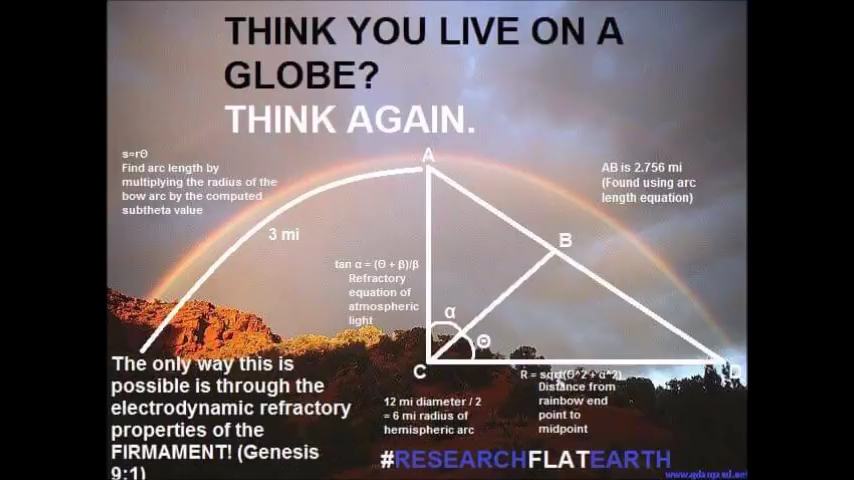 THINK YOU LIVE ON A
GLOBE?
THINK AGAIN.
s=rΘ
Find arc length by
multiplying the radius of the
bow arc by the computed
subtheta value
A
AB is 2.756 mi
(Found using arc
length equation)
3 mi
B
tan α = (Θ + β)/β
Refractory
equation of
atmospheric
light
α
Θ
C
D
The only way this is
possible is through the
electrodynamic refractory
properties of the
FIRMAMENT! (Genesis
9:1)
12 mi diameter / 2
= 6 mi radius of
hemispheric arc
R = sqrt(Θ^2 + α^2)
Distance from
rainbow end
point to
midpoint
#RESEARCHFLATEARTH